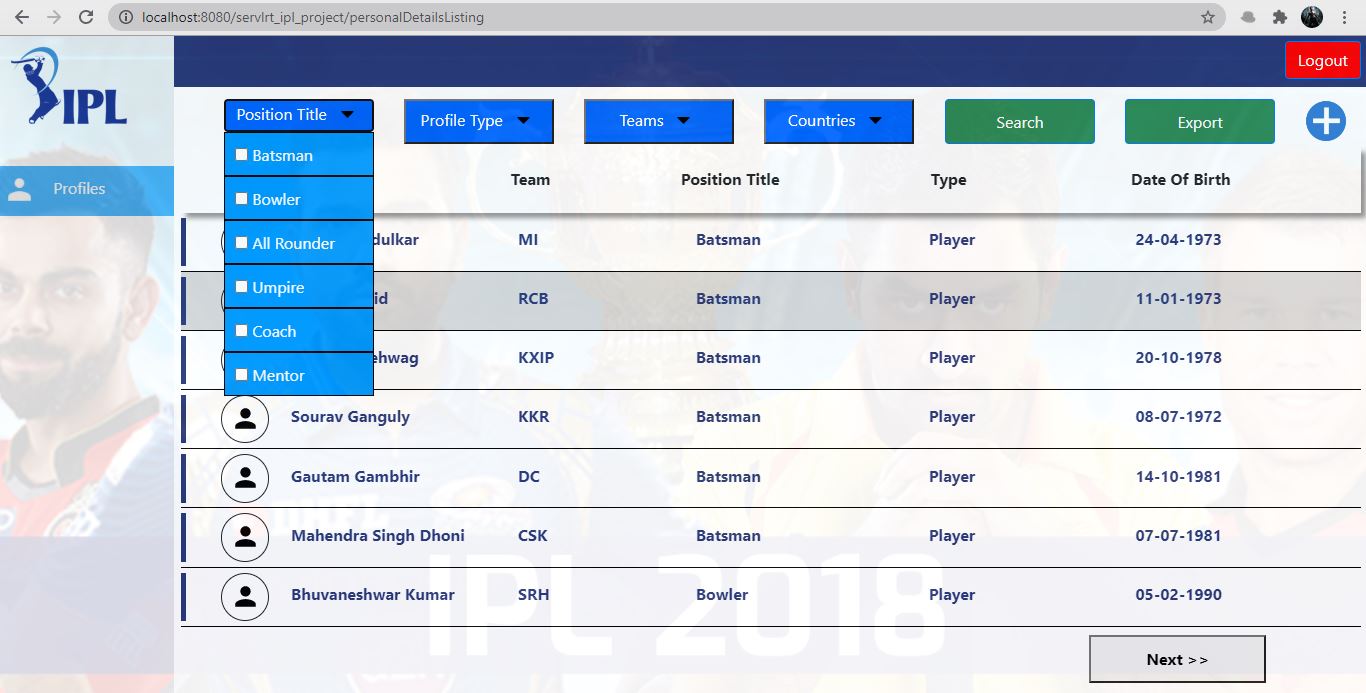 localhost:8080/servlrt_ipl_project/personalDetailsListing
IPL
Logout
Position Title Profile Type Teams Countries Search Export
Profiles
Batsman
Bowler
All Rounder
Umpire
Coach
Mentor
Team Position Title Type Date Of Birth
dulkar MI Batsman Player 24-04-1973
id RCB Batsman Player 11-01-1973
ehwag KXIP Batsman Player 20-10-1978
Sourav Ganguly KKR Batsman Player 08-07-1972
Gautam Gambhir DC Batsman Player 14-10-1981
Mahendra Singh Dhoni CSK Batsman Player 07-07-1981
Bhuvaneshwar Kumar SRH Bowler Player 05-02-1990
IPL 2018
Next >>